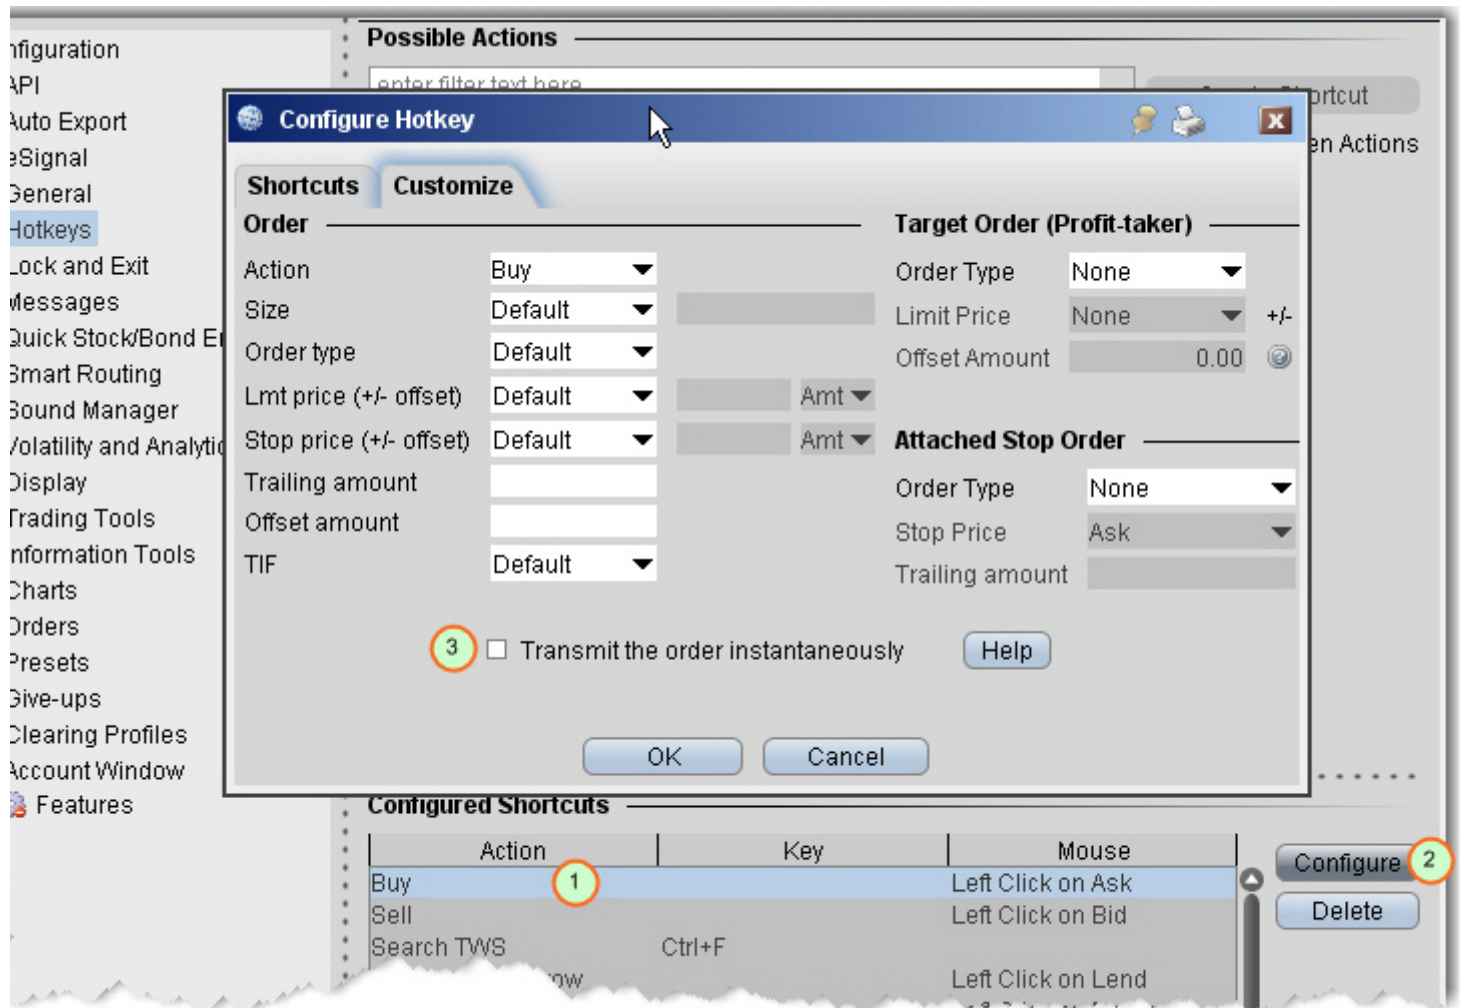 Possible Actions
nfiguration
API
Auto Export
eSignal
General
Hotkeys
Lock and Exit
Messages
Quick Stock/Bond
Smart Routing
Sound Manager
Volatility and
Display
Trading Tools
Information Tools
Charts
Orders
Presets
Give-ups
Clearing Profiles
Account Window
Features
enter filter text here
en Actions
Configure Hotkey
Shortcuts Customize
Order
Action Buy
Size Default
Order type Default
Lmt price (+/- offset) Default Amt
Stop price (+/- offset) Default Amt
Trailing amount
Offset amount
TIF Default
Target Order (Profit-taker)
Order Type None
Limit Price None +/-
Offset Amount 0.00
Attached Stop Order
Order Type None
Stop Price Ask
Trailing amount
3 Transmit the order instantaneously Help
OK Cancel
Configured Shortcuts
Action Key Mouse
Buy 1 Left Click on Ask
Sell Left Click on Bid
Search TWS Ctrl+F
Left Click on Lend
Configure 2
Delete